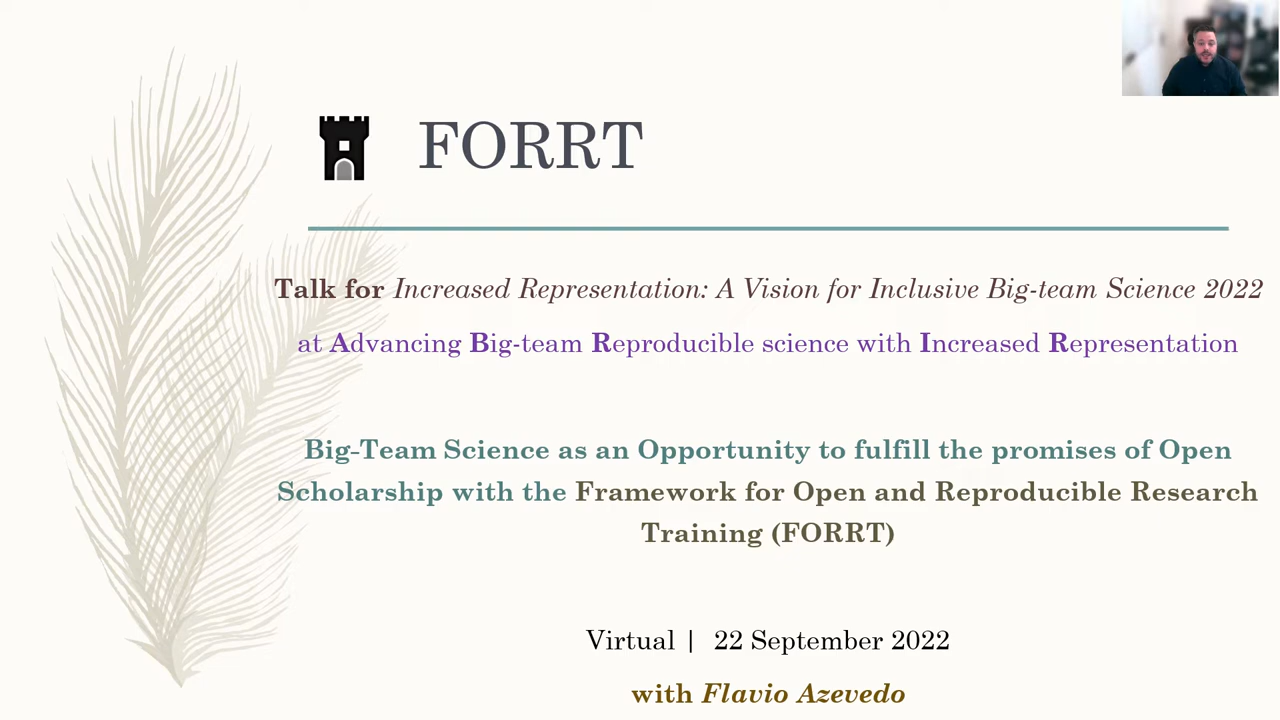 FORRT
Talk for Increased Representation: A Vision for Inclusive Big-team Science 2022
at Advancing Big-team Reproducible science with Increased Representation
Big-Team Science as an Opportunity to fulfill the promises of Open
Scholarship with the Framework for Open and Reproducible Research
Training (FORRT)
Virtual | 22 September 2022
with Flavio Azevedo